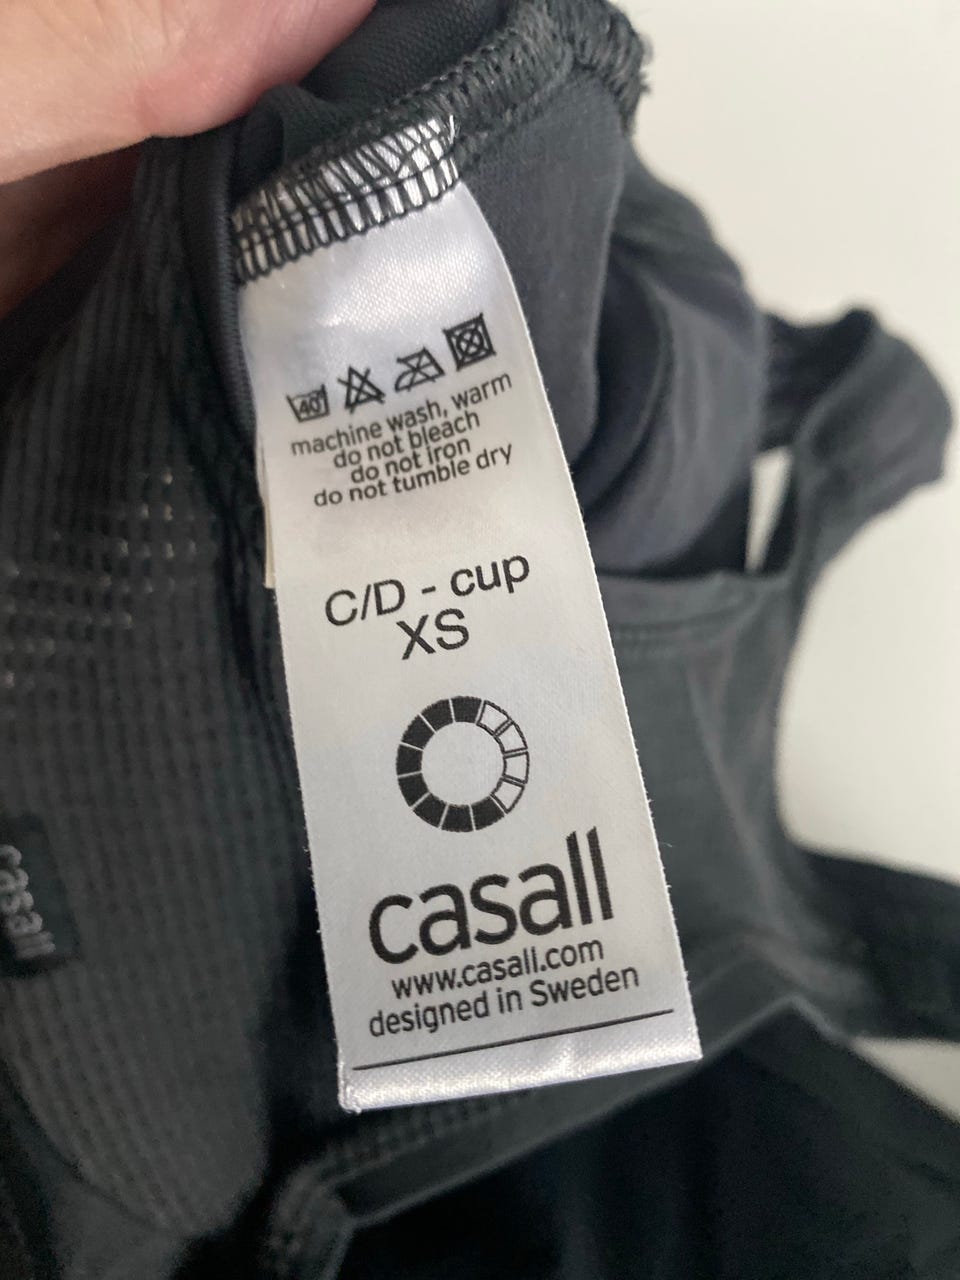 40
machine wash, warm
do not bleach
do not iron
do not tumble dry
C/D - cup
XS
casall
www.casall.com
designed in Sweden
casall